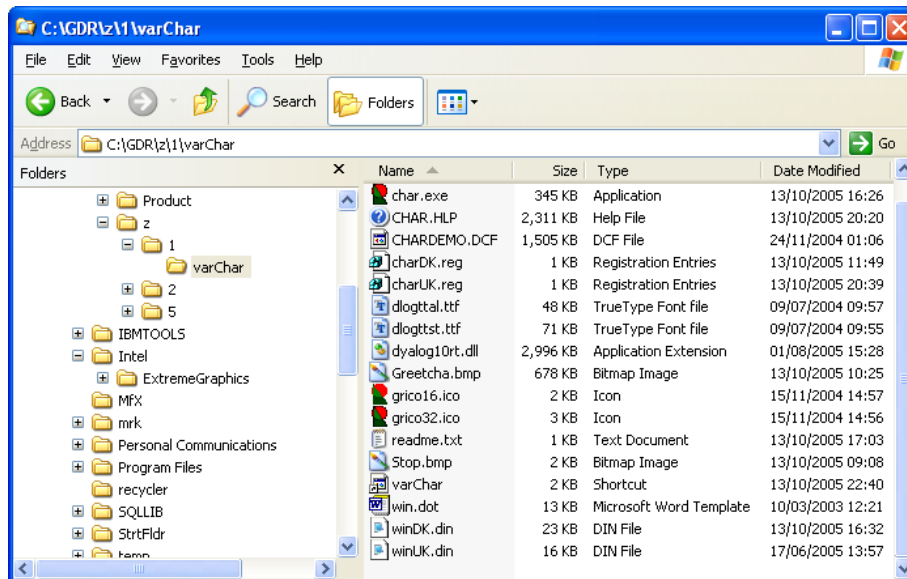 C:\GDR\z\1\varChar
File Edit View Favorites Tools Help
Back Search Folders
Address C:\GDR\z\1\varChar Go
Folders
Product
z
1
varChar
2
5
IBMTOOLS
Intel
ExtremeGraphics
MfX
mrk
Personal Communications
Program Files
recycler
SQLLIB
StrtFldr
temp
Name Size Type Date Modified
char.exe 345 KB Application 13/10/2005 16:26
CHAR.HLP 2,311 KB Help File 13/10/2005 20:20
CHARDEMO.DCF 1,505 KB DCF File 24/11/2004 01:06
charDK.reg 1 KB Registration Entries 13/10/2005 11:49
charUK.reg 1 KB Registration Entries 13/10/2005 20:39
dlogttal.ttf 48 KB TrueType Font file 09/07/2004 09:57
dlogttst.ttf 71 KB TrueType Font file 09/07/2004 09:55
dyalog10rt.dll 2,996 KB Application Extension 01/08/2005 15:28
Greetcha.bmp 678 KB Bitmap Image 13/10/2005 10:25
grico16.ico 2 KB Icon 15/11/2004 14:57
grico32.ico 3 KB Icon 15/11/2004 14:56
readme.txt 1 KB Text Document 13/10/2005 17:03
Stop.bmp 2 KB Bitmap Image 13/10/2005 09:08
varChar 2 KB Shortcut 13/10/2005 22:40
win.dot 13 KB Microsoft Word Template 10/03/2003 12:21
winDK.din 23 KB DIN File 13/10/2005 16:32
winUK.din 16 KB DIN File 17/06/2005 13:57